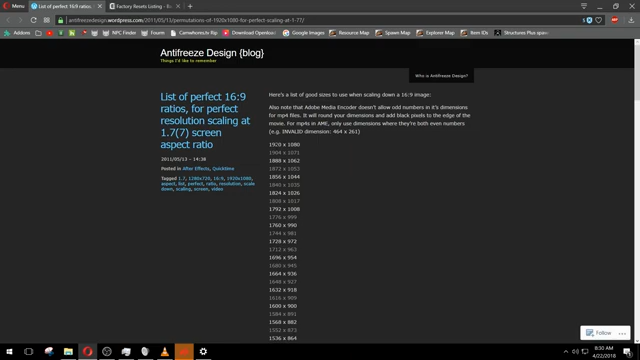 Menu
List of perfect 16:9 ratios
Factory Resets Listing
antifreezedesign.wordpress.com/2011/05/13/permutations-of-1920x1080-for-perfect-scaling-at-1-77/
Addons
NPC Finder
Fourm
Download Openload
Google Images
Resource Map
Spawn Map
Explorer Map
Item IDs
Structures Plus
Antifreeze Design {blog}
Things I'd like to remember
Who is Antifreeze Design?
List of perfect 16:9
ratios, for perfect
resolution scaling at
1.7(7) screen
aspect ratio
2011/05/13 – 14:38
Posted in After Effects, Quicktime
Tagged 1.7, 1280x720, 16:9, 1920x1080,
aspect, list, perfect, ratio, resolution, scale
down, scaling, screen, video
Here's a list of good sizes to use when scaling down a 16:9 image:
Also note that Adobe Media Encoder doesn't allow odd numbers in it's dimensions
for mp4 files. It will round your dimensions and add black pixels to the edge of the
movie. For mp4s in AME, only use dimensions where they're both even numbers
(e.g. INVALID dimension: 464 x 261)
1920 x 1080
1904 x 1071
1888 x 1062
1872 x 1053
1856 x 1044
1840 x 1035
1824 x 1026
1808 x 1017
1792 x 1008
1776 x 999
1760 x 990
1744 x 981
1728 x 972
1712 x 963
1696 x 954
1680 x 945
1664 x 936
1648 x 927
1632 x 918
1616 x 909
1600 x 900
1584 x 891
1568 x 882
1552 x 873
1536 x 864
Follow
8:30 AM
4/22/2018